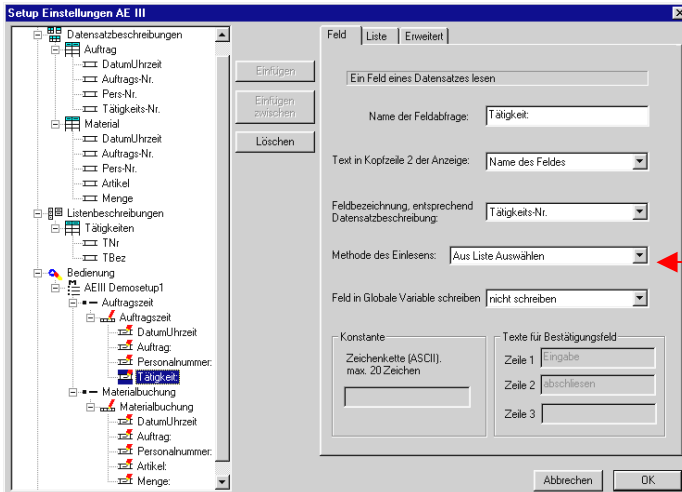 Setup Einstellungen AE III
Datensatzbeschreibungen
Auftrag
DatumUhrzeit
Auftrags-Nr.
Pers-Nr.
Tätigkeits-Nr.
Material
DatumUhrzeit
Auftrags-Nr.
Pers-Nr.
Artikel
Menge
Listenbeschreibungen
Tätigkeiten
TNr
TBez
Bedienung
AEIII Demosetup1
Auftragszeit
Auftragszeit
DatumUhrzeit
Auftrag:
Personalnummer:
Tätigkeit:
Materialbuchung
Materialbuchung
DatumUhrzeit
Auftrag:
Personalnummer:
Artikel:
Menge:
Einfügen
Einfügen
zwischen
Löschen
Feld
Liste
Erweitert
Ein Feld eines Datensatzes lesen
Name der Feldabfrage:
Tätigkeit:
Text in Kopfzeile 2 der Anzeige:
Name des Feldes
Feldbezeichnung, entsprechend
Datensatzbeschreibung:
Tätigkeits-Nr.
Methode des Einlesens:
Aus Liste Auswählen
Feld in Globale Variable schreiben
nicht schreiben
Konstante
Zeichenkette (ASCII).
max. 20 Zeichen
Texte für Bestätigungsfeld
Zeile 1
Eingabe
Zeile 2
abschliesen
Zeile 3
Abbrechen
OK